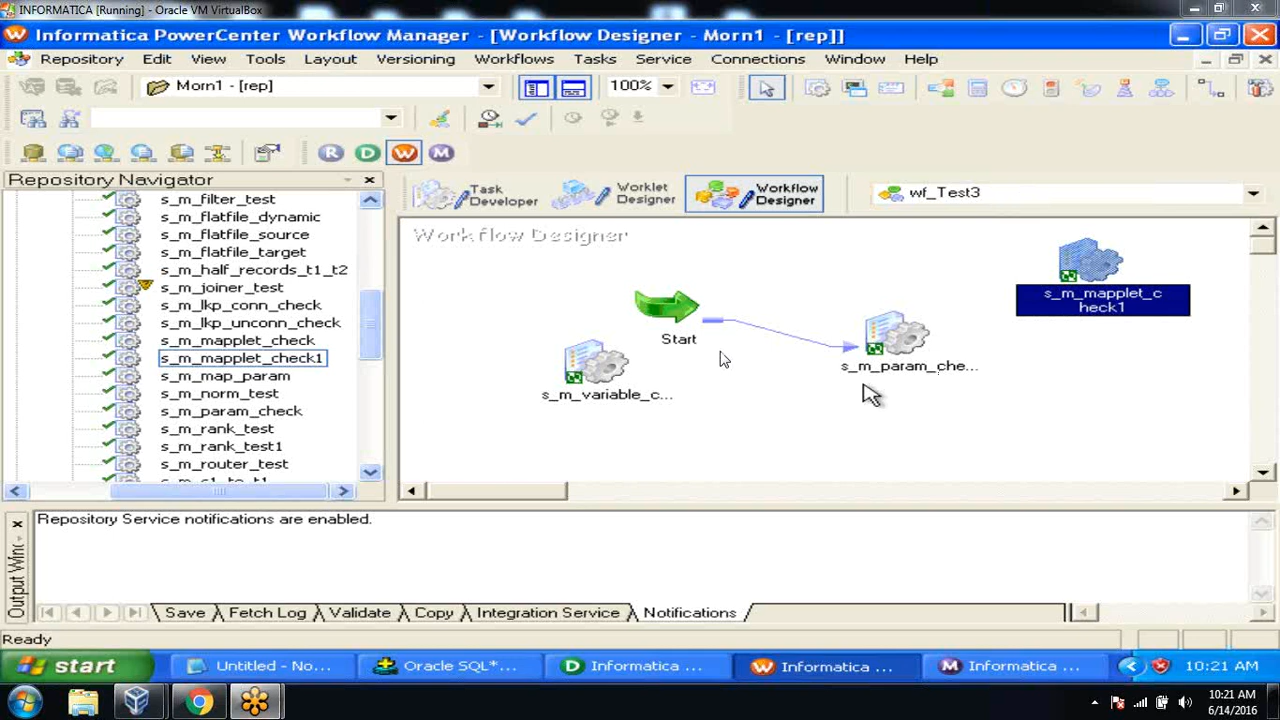 INFORMATICA [Running] - Oracle VM VirtualBox
Informatica PowerCenter Workflow Manager - [Workflow Designer - Morn1 - [rep]]
Repository Edit View Tools Layout Versioning Workflows Tasks Service Connections Window Help
Morn1 - [rep]
100%
R D W M
Repository Navigator
s_m_filter_test
s_m_flatfile_dynamic
s_m_flatfile_source
s_m_flatfile_target
s_m_half_records_t1_t2
s_m_joiner_test
s_m_lkp_conn_check
s_m_lkp_unconn_check
s_m_mapplet_check
s_m_mapplet_check1
s_m_map_param
s_m_norm_test
s_m_param_check
s_m_rank_test
s_m_rank_test1
s_m_router_test
Task
Developer
Worklet
Designer
Workflow
Designer
wf_Test3
Workflow Designer
Start
s_m_variable_c...
s_m_param_che...
s_m_mapplet_c
heck1
Output Win
Repository Service notifications are enabled.
Save Fetch Log Validate Copy Integration Service Notifications
Ready
start
Untitled - No...
Oracle SQL*...
D Informatica ...
W Informatica ...
M Informatica ...
10:21 AM
10:21 AM
6/14/2016